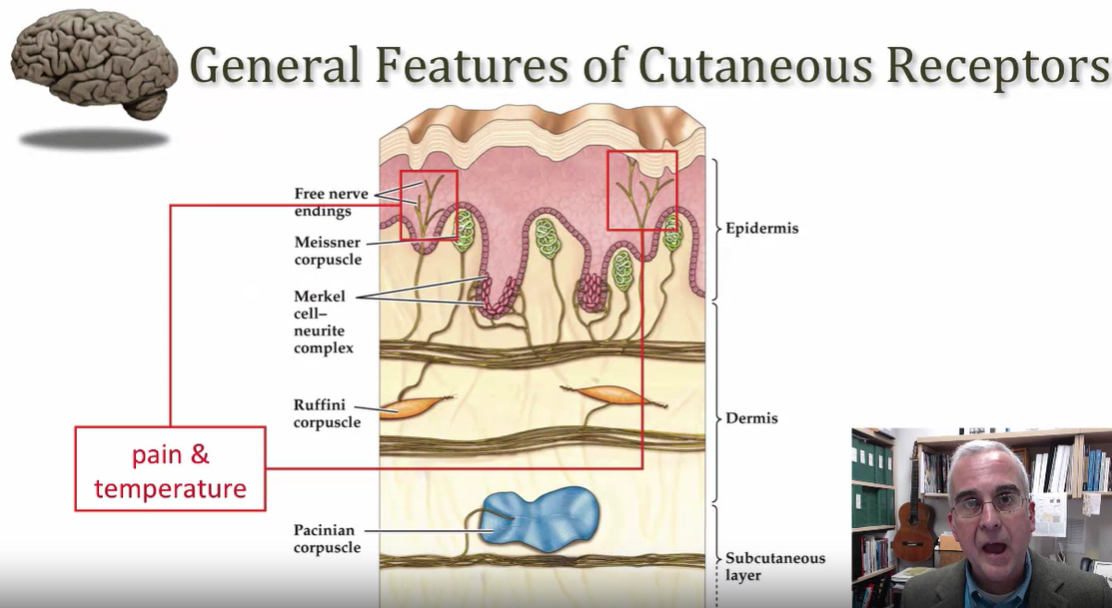 General Features of Cutaneous Receptors
Free nerve
endings
Meissner
corpuscle
Merkel
cell–
neurite
complex
Ruffini
corpuscle
Pacinian
corpuscle
pain &
temperature
Epidermis
Dermis
Subcutaneous
layer